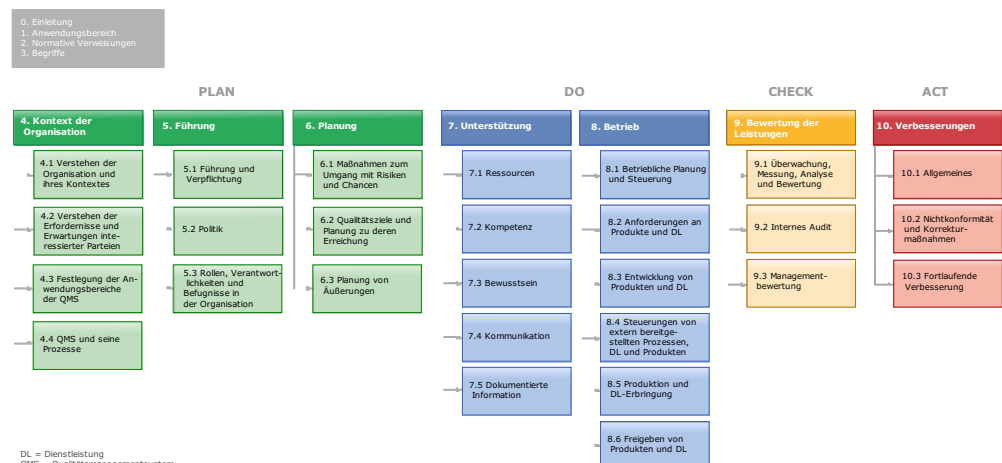 0. Einleitung
1. Anwendungsbereich
2. Normative Verweisungen
3. Begriffe
PLAN
DO
CHECK
ACT
4. Kontext der
Organisation
4.1 Verstehen der
Organisation und
ihres Kontextes
4.2 Verstehen der
Erfordernisse und
Erwartungen inte-
ressierter Parteien
4.3 Festlegung der An-
wendungsbereiche
der QMS
4.4 QMS und seine
Prozesse
5. Führung
5.1 Führung und
Verpflichtung
5.2 Politik
5.3 Rollen, Verantwort-
lichkeiten und
Befugnisse in
der Organisation
6. Planung
6.1 Maßnahmen zum
Umgang mit Risiken
und Chancen
6.2 Qualitätsziele und
Planung zu deren
Erreichung
6.3 Planung von
Äußerungen
7. Unterstützung
7.1 Ressourcen
7.2 Kompetenz
7.3 Bewusstsein
7.4 Kommunikation
7.5 Dokumentierte
Information
8. Betrieb
8.1 Betriebliche Planung
und Steuerung
8.2 Anforderungen an
Produkte und DL
8.3 Entwicklung von
Produkten und DL
8.4 Steuerungen von
extern bereitge-
stellten Prozessen,
DL und Produkten
8.5 Produktion und
DL-Erbringung
8.6 Freigeben von
Produkten und DL
9. Bewertung der
Leistungen
9.1 Überwachung,
Messung, Analyse
und Bewertung
9.2 Internes Audit
9.3 Management-
bewertung
10. Verbesserungen
10.1 Allgemeines
10.2 Nichtkonformität
und Korrektur-
maßnahmen
10.3 Fortlaufende
Verbesserung
DL = Dienstleistung
QMS = Qualitätsmanagementsystem